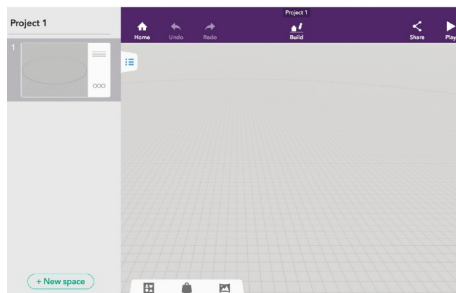 Project 1
Project 1
Home
Undo
Redo
Build
Share
Play
1
+ New space